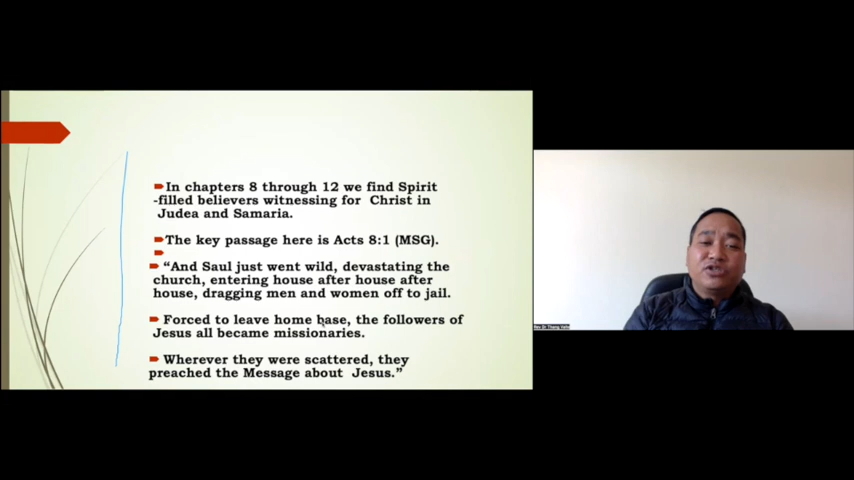 In chapters 8 through 12 we find Spirit
-filled believers witnessing for Christ in
Judea and Samaria.
The key passage here is Acts 8:1 (MSG).
“And Saul just went wild, devastating the
church, entering house after house after
house, dragging men and women off to jail.
Forced to leave home base, the followers of
Jesus all became missionaries.
Wherever they were scattered, they
preached the Message about Jesus.”
Rev Dr Thang